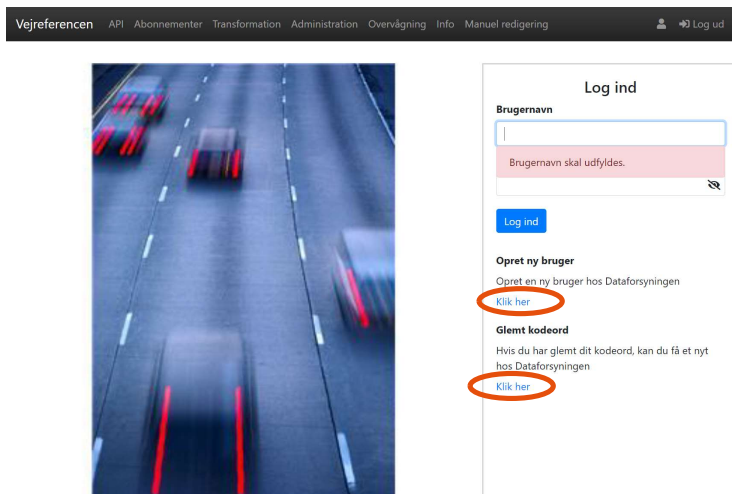 Vejreferencen API Abonnementer Transformation Administration Overvågning Info Manuel redigering Log ud
Log ind
Brugernavn
Brugernavn skal udfyldes.
Log ind
Opret ny bruger
Opret en ny bruger hos Dataforsyningen
Klik her
Glemt kodeord
Hvis du har glemt dit kodeord, kan du få et nyt
hos Dataforsyningen
Klik her